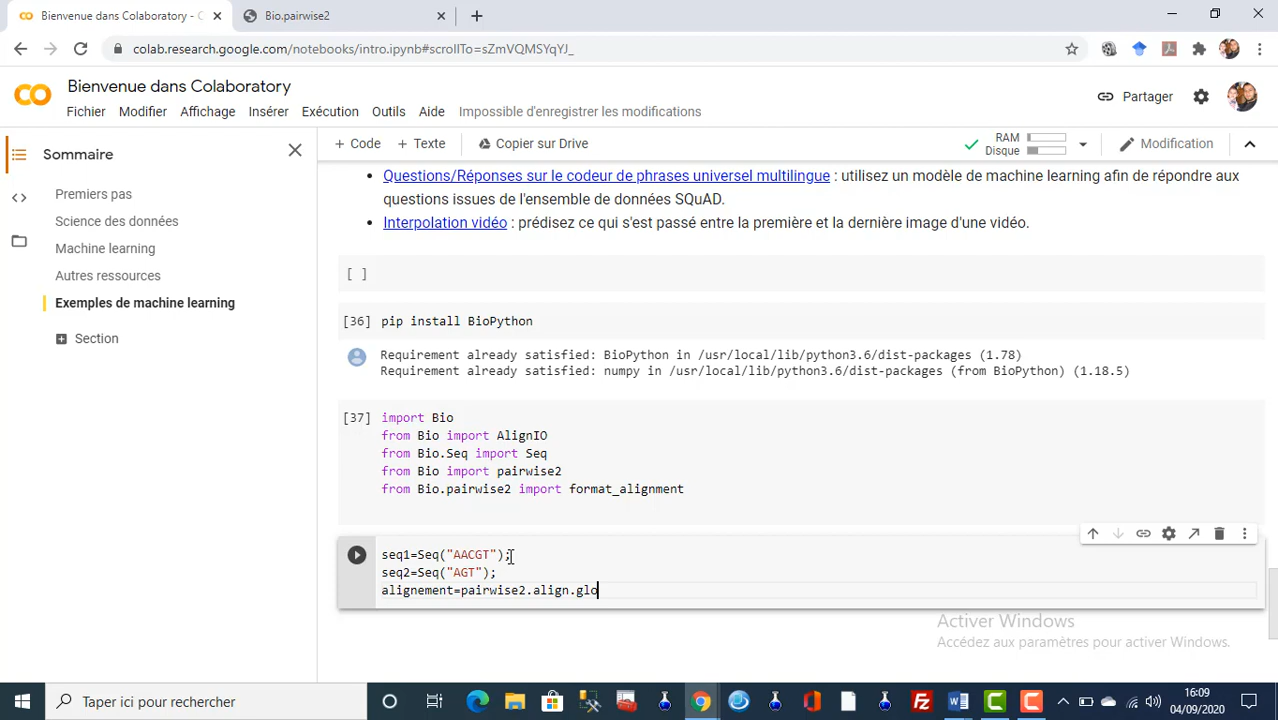 Bienvenue dans Colaboratory - C
Bio.pairwise2
colab.research.google.com/notebooks/intro.ipynb#scrollTo=sZmVQMSYqYJ_
Bienvenue dans Colaboratory
Fichier Modifier Affichage Insérer Exécution Outils Aide Impossible d'enregistrer les modifications
Partager
+ Code + Texte Copier sur Drive
RAM
Disque
Modification
Sommaire
Premiers pas
Science des données
Machine learning
Autres ressources
Exemples de machine learning
Section
• Questions/Réponses sur le codeur de phrases universel multilingue : utilisez un modèle de machine learning afin de répondre aux
questions issues de l'ensemble de données SQuAD.
• Interpolation vidéo : prédisez ce qui s'est passé entre la première et la dernière image d'une vidéo.
[ ]
[36] pip install BioPython
Requirement already satisfied: BioPython in /usr/local/lib/python3.6/dist-packages (1.78)
Requirement already satisfied: numpy in /usr/local/lib/python3.6/dist-packages (from BioPython) (1.18.5)
[37] import Bio
from Bio import AlignIO
from Bio.Seq import Seq
from Bio import pairwise2
from Bio.pairwise2 import format_alignment
seq1=Seq("AACGT");
seq2=Seq("AGT");
alignement=pairwise2.align.glo
Activer Windows
Accédez aux paramètres pour activer Windows.
Taper ici pour rechercher
16:09
04/09/2020